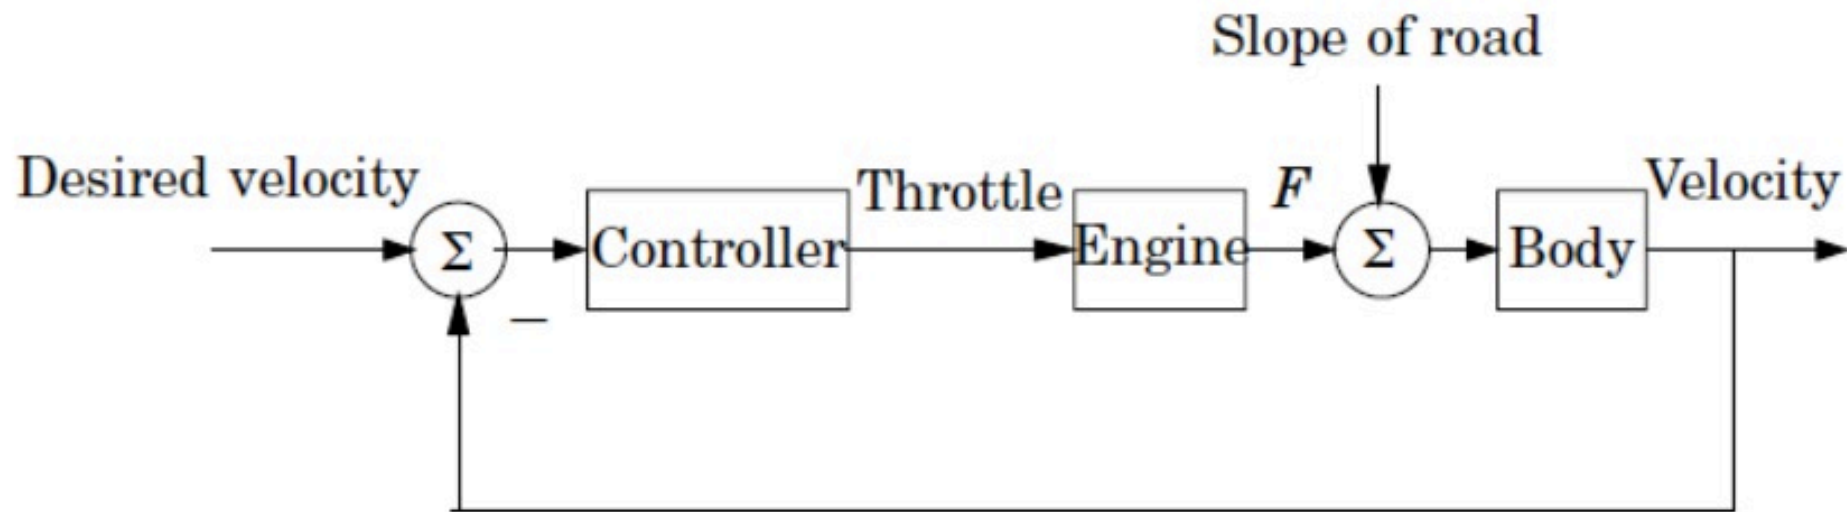 Slope of road
Desired velocity
Σ
−
Controller
Throttle
Engine
F
Σ
Body
Velocity